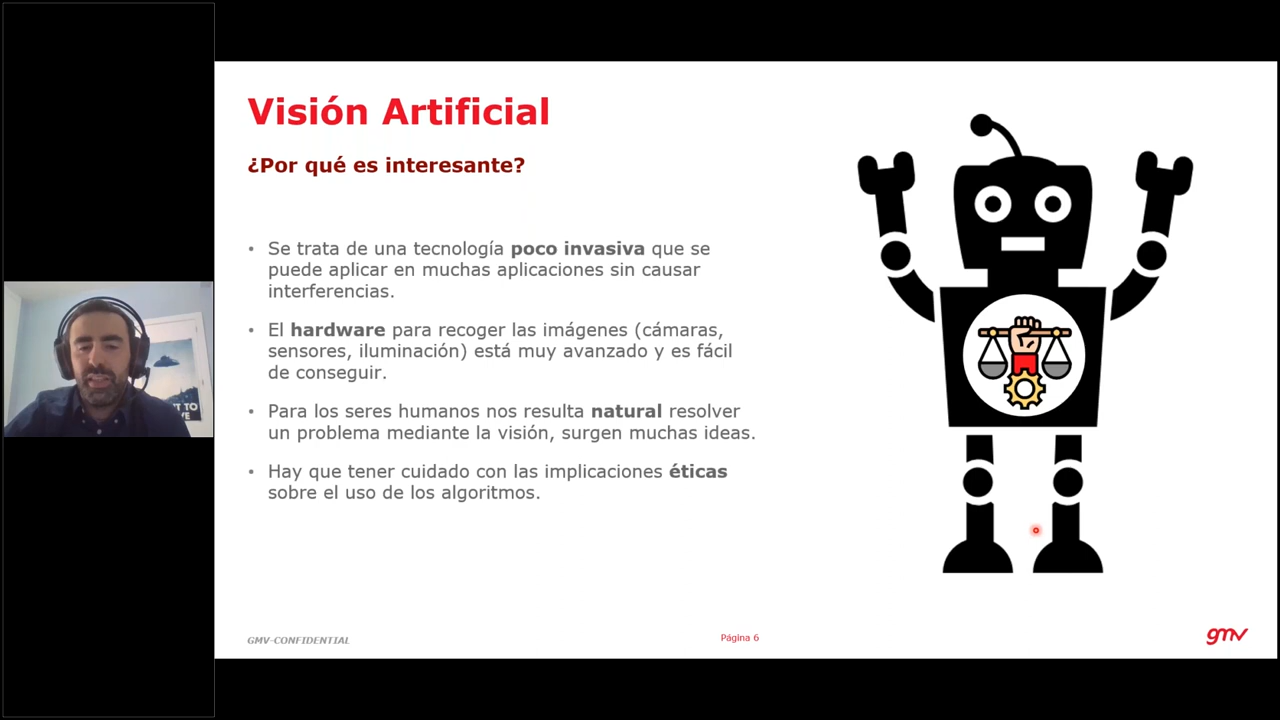 Visión Artificial
¿Por qué es interesante?
• Se trata de una tecnología poco invasiva que se
puede aplicar en muchas aplicaciones sin causar
interferencias.
• El hardware para recoger las imágenes (cámaras,
sensores, iluminación) está muy avanzado y es fácil
de conseguir.
• Para los seres humanos nos resulta natural resolver
un problema mediante la visión, surgen muchas ideas.
• Hay que tener cuidado con las implicaciones éticas
sobre el uso de los algoritmos.
GMV-CONFIDENTIAL
Página 6
gmv